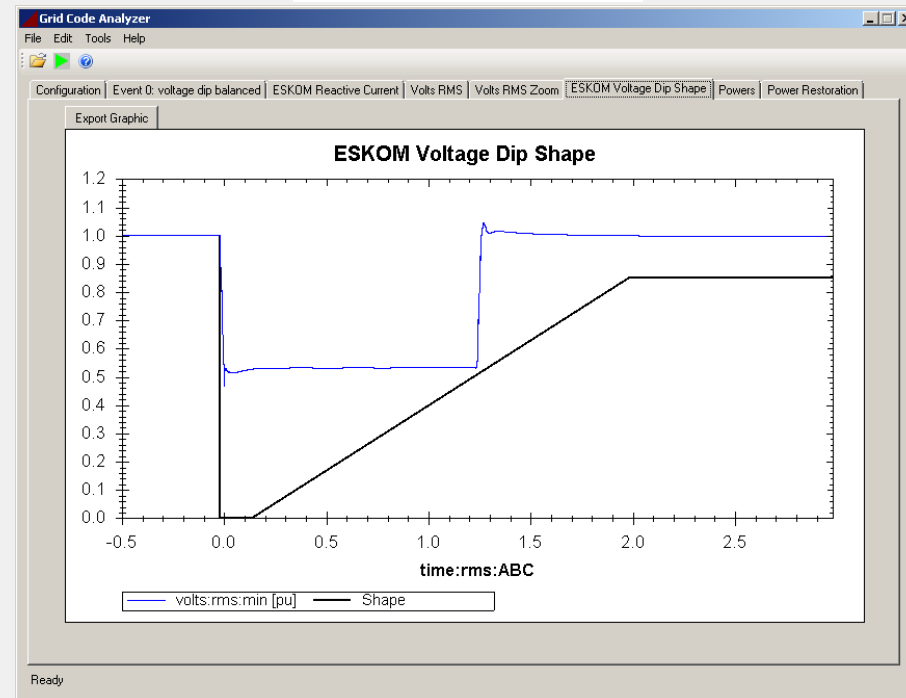 Grid Code Analyzer
File Edit Tools Help
Configuration Event 0: voltage dip balanced ESKOM Reactive Current Volts RMS Volts RMS Zoom ESKOM Voltage Dip Shape Powers Power Restoration
Export Graphic
ESKOM Voltage Dip Shape
1.2
1.1
1.0
0.9
0.8
0.7
0.6
0.5
0.4
0.3
0.2
0.1
0.0
-0.5 0.0 0.5 1.0 1.5 2.0 2.5
time:rms:ABC
volts:rms:min [pu] Shape
Ready